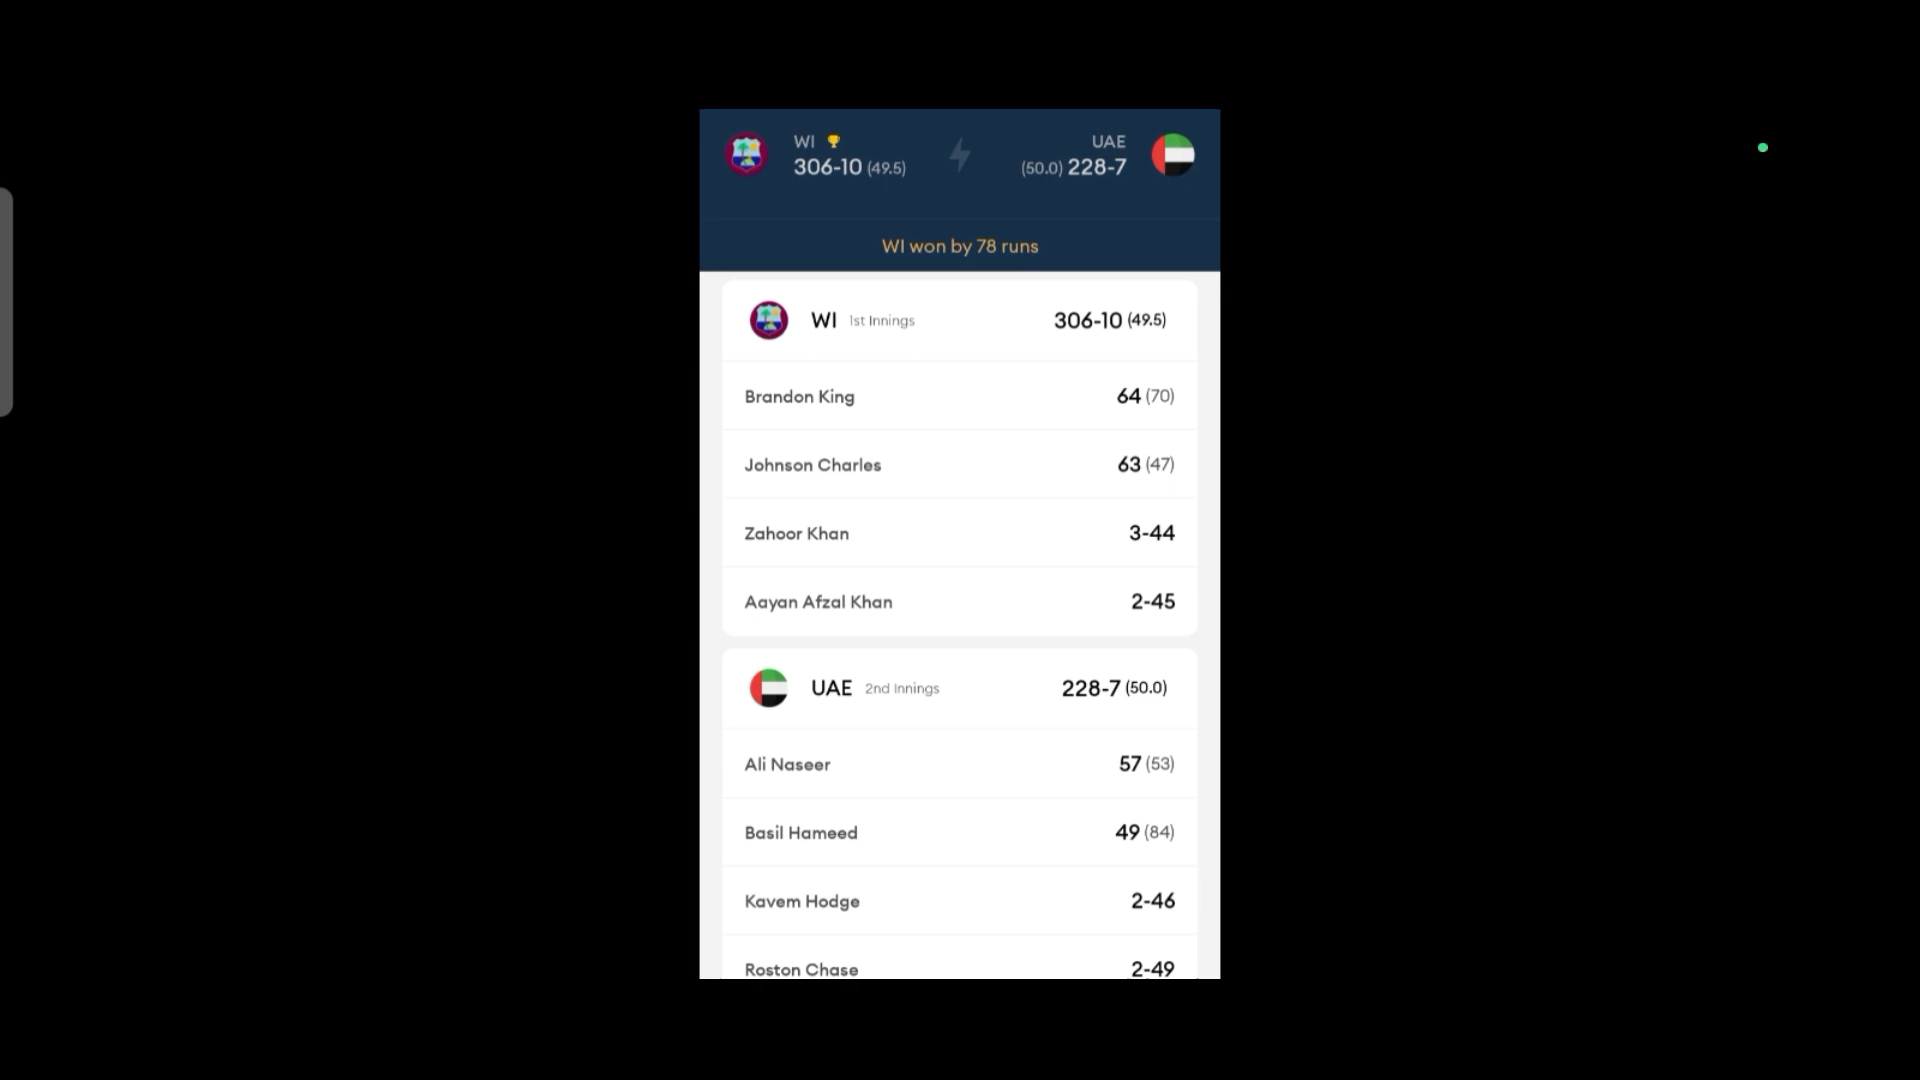 WI UAE
306-10 (49.5) (50.0) 228-7
WI won by 78 runs
WI 1st Innings 306-10 (49.5)
Brandon King 64 (70)
Johnson Charles 63 (47)
Zahoor Khan 3-44
Aayan Afzal Khan 2-45
UAE 2nd Innings 228-7 (50.0)
Ali Naseer 57 (53)
Basil Hameed 49 (84)
Kavem Hodge 2-46
Roston Chase 2-49